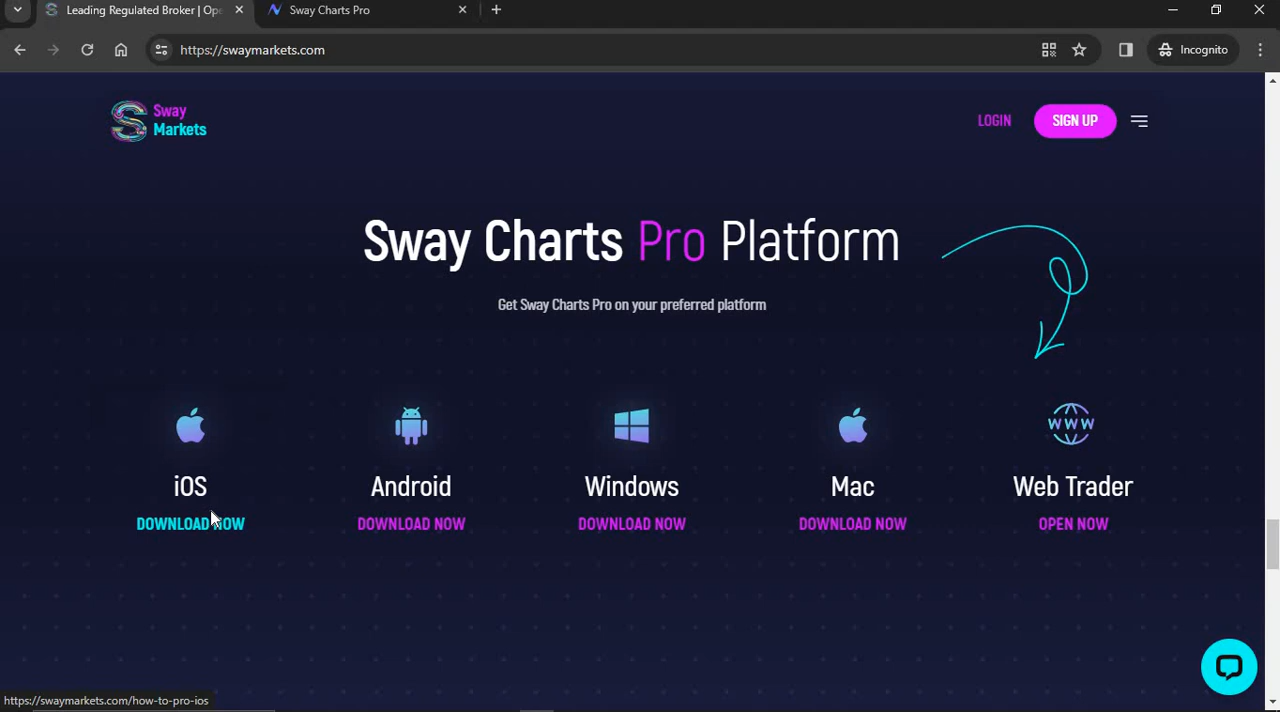 Leading Regulated Broker | Ope
Sway Charts Pro
https://swaymarkets.com
Incognito
Sway
Markets
LOGIN
SIGN UP
Sway Charts Pro Platform
Get Sway Charts Pro on your preferred platform
WWW
iOS
Android
Windows
Mac
Web Trader
DOWNLOAD NOW
DOWNLOAD NOW
DOWNLOAD NOW
DOWNLOAD NOW
OPEN NOW
https://swaymarkets.com/how-to-pro-ios